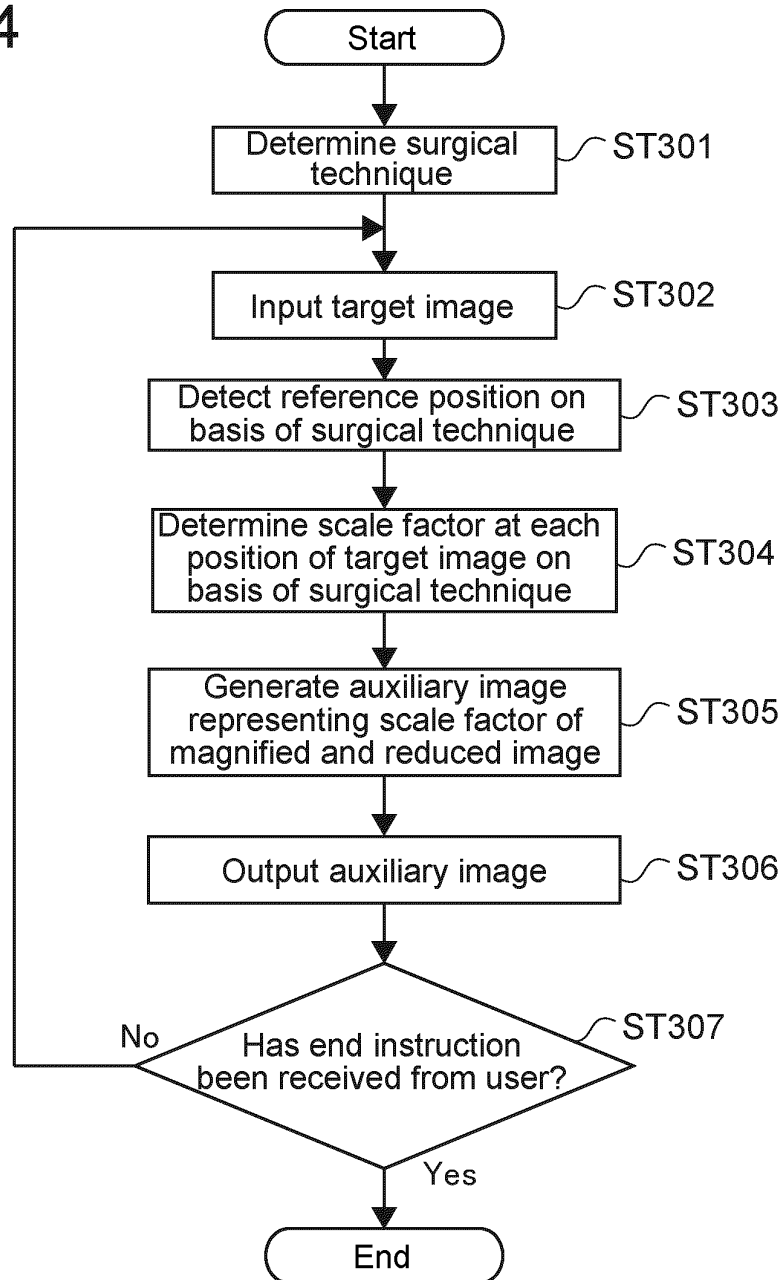 4
Start
Determine surgical
technique
ST301
Input target image
ST302
Detect reference position on
basis of surgical technique
ST303
Determine scale factor at each
position of target image on
basis of surgical technique
ST304
Generate auxiliary image
representing scale factor of
magnified and reduced image
ST305
Output auxiliary image
ST306
Has end instruction
been received from user?
ST307
No
Yes
End